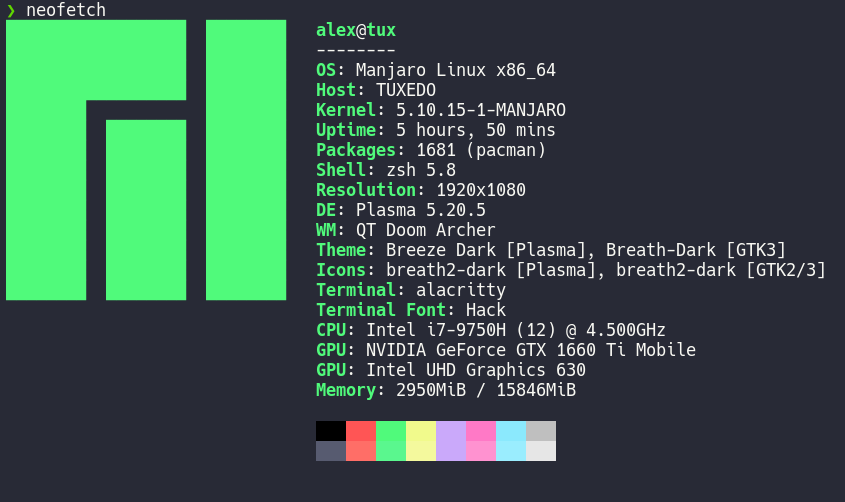 ❯ neofetch
alex@tux
--------
OS: Manjaro Linux x86_64
Host: TUXEDO
Kernel: 5.10.15-1-MANJARO
Uptime: 5 hours, 50 mins
Packages: 1681 (pacman)
Shell: zsh 5.8
Resolution: 1920x1080
DE: Plasma 5.20.5
WM: QT Doom Archer
Theme: Breeze Dark [Plasma], Breath-Dark [GTK3]
Icons: breath2-dark [Plasma], breath2-dark [GTK2/3]
Terminal: alacritty
Terminal Font: Hack
CPU: Intel i7-9750H (12) @ 4.500GHz
GPU: NVIDIA GeForce GTX 1660 Ti Mobile
GPU: Intel UHD Graphics 630
Memory: 2950MiB / 15846MiB